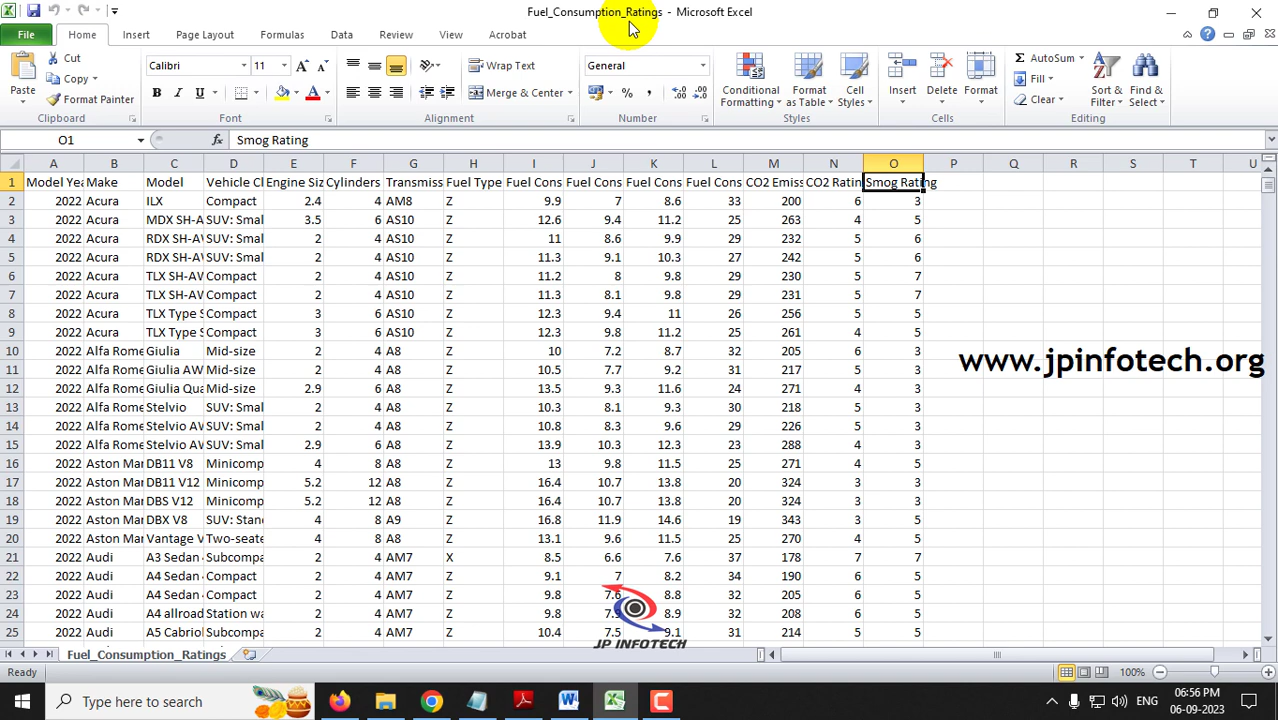 Fuel_Consumption_Ratings - Microsoft Excel
File Home Insert Page Layout Formulas Data Review View Acrobat
Cut
Copy
Format Painter
Paste
Clipboard
Calibri 11
B I U
Font
Wrap Text
Merge & Center
Alignment
General
% ,
Number
Conditional Formatting
Format as Table
Cell Styles
Styles
Insert Delete Format
Cells
AutoSum
Fill
Clear
Sort & Filter
Find & Select
Editing
O1 fx Smog Rating
A B C D E F G H I J K L M N O P Q R S T U
1 Model Yea Make Model Vehicle Cl Engine Siz Cylinders Transmiss Fuel Type Fuel Cons Fuel Cons Fuel Cons Fuel Cons CO2 Emiss CO2 Ratin Smog Rating
2 2022 Acura ILX Compact 2.4 4 AM8 Z 9.9 7 8.6 33 200 6 3
3 2022 Acura MDX SH-A SUV: Smal 3.5 6 AS10 Z 12.6 9.4 11.2 25 263 4 5
4 2022 Acura RDX SH-AV SUV: Smal 2 4 AS10 Z 11 8.6 9.9 29 232 5 6
5 2022 Acura RDX SH-AV SUV: Smal 2 4 AS10 Z 11.3 9.1 10.3 27 242 5 6
6 2022 Acura TLX SH-AW Compact 2 4 AS10 Z 11.2 8 9.8 29 230 5 7
7 2022 Acura TLX SH-AW Compact 2 4 AS10 Z 11.3 8.1 9.8 29 231 5 7
8 2022 Acura TLX Type S Compact 3 6 AS10 Z 12.3 9.4 11 26 256 5 5
9 2022 Acura TLX Type S Compact 3 6 AS10 Z 12.3 9.8 11.2 25 261 4 5
10 2022 Alfa Rome Giulia Mid-size 2 4 A8 Z 10 7.2 8.7 32 205 6 3
11 2022 Alfa Rome Giulia AW Mid-size 2 4 A8 Z 10.5 7.7 9.2 31 217 5 3
12 2022 Alfa Rome Giulia Qua Mid-size 2.9 6 A8 Z 13.5 9.3 11.6 24 271 4 3
13 2022 Alfa Rome Stelvio SUV: Smal 2 4 A8 Z 10.3 8.1 9.3 30 218 5 3
14 2022 Alfa Rome Stelvio AW SUV: Smal 2 4 A8 Z 10.8 8.3 9.6 29 226 5 3
15 2022 Alfa Rome Stelvio AW SUV: Smal 2.9 6 A8 Z 13.9 10.3 12.3 23 288 4 3
16 2022 Aston Mar DB11 V8 Minicomp 4 8 A8 Z 13 9.8 11.5 25 271 4 5
17 2022 Aston Mar DB11 V12 Minicomp 5.2 12 A8 Z 16.4 10.7 13.8 20 324 3 3
18 2022 Aston Mar DBS V12 Minicomp 5.2 12 A8 Z 16.4 10.7 13.8 20 324 3 3
19 2022 Aston Mar DBX V8 SUV: Stan 4 8 A9 Z 16.8 11.9 14.6 19 343 3 5
20 2022 Aston Mar Vantage V Two-seate 4 8 A8 Z 13.1 9.6 11.5 25 271 4 5
21 2022 Audi A3 Sedan Subcompa 2 4 AM7 X 8.5 6.6 7.6 37 178 7 7
22 2022 Audi A4 Sedan Compact 2 4 AM7 Z 9.1 7 8.2 34 190 6 5
23 2022 Audi A4 Sedan Compact 2 4 AM7 Z 9.8 7.6 8.8 32 205 6 5
24 2022 Audi A4 allroad Station wa 2 4 AM7 Z 9.8 7.9 8.9 32 208 6 5
25 2022 Audi A5 Cabriol Subcompa 2 4 AM7 Z 10.4 7.5 9.1 31 214 5 5
www.jpinfotech.org
JP INFOTECH
Fuel_Consumption_Ratings
Ready 100%
Type here to search
ENG
06:56 PM
06-09-2023